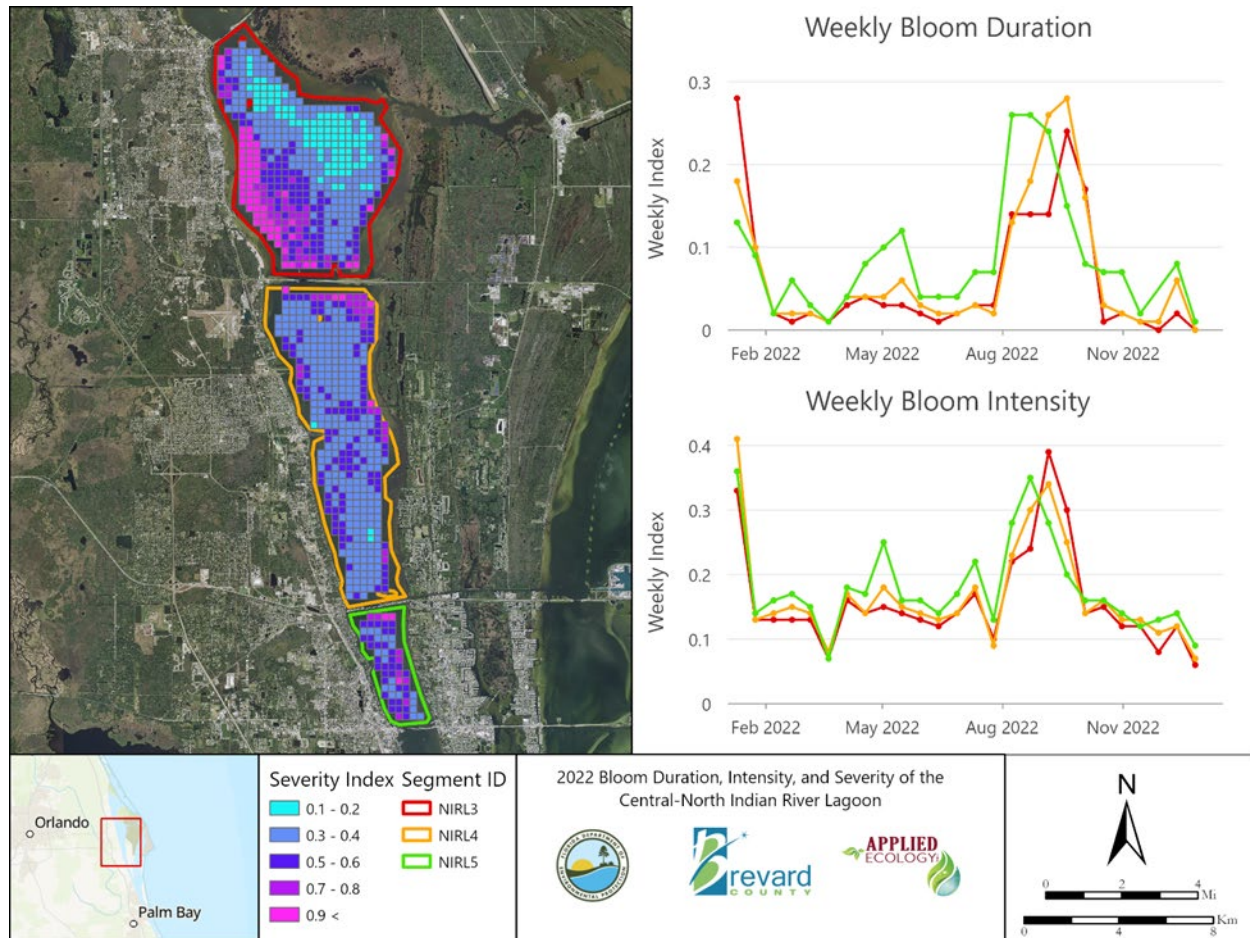 Weekly Bloom Duration
Weekly Index
0.3
0.2
0.1
0
Feb 2022
May 2022
Aug 2022
Nov 2022
Weekly Bloom Intensity
Weekly Index
0.4
0.3
0.2
0.1
0
Feb 2022
May 2022
Aug 2022
Nov 2022
Orlando
Palm Bay
Severity Index
0.1 - 0.2
0.3 - 0.4
0.5 - 0.6
0.7 - 0.8
0.9 <
Segment ID
NIRL3
NIRL4
NIRL5
2022 Bloom Duration, Intensity, and Severity of the
Central-North Indian River Lagoon
FLORIDA DEPARTMENT OF
ENVIRONMENTAL PROTECTION
Brevard
COUNTY
APPLIED
ECOLOGY
N
0 2 4
Mi
Km
0 4 8